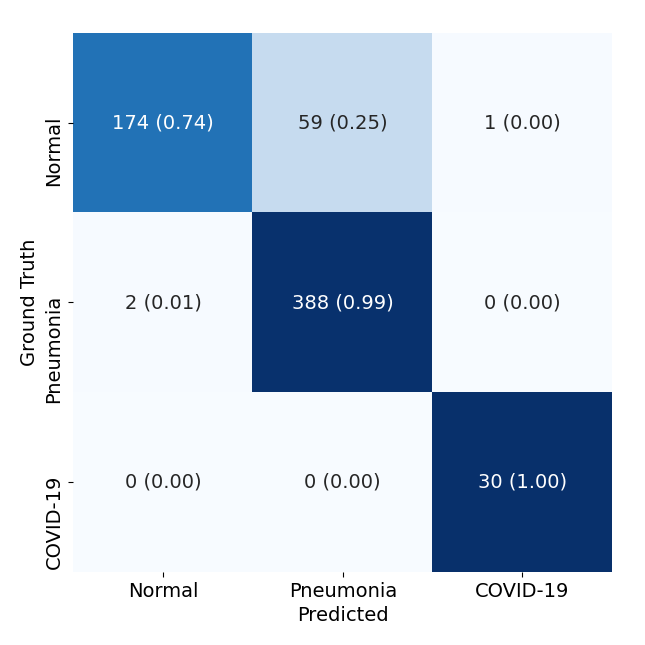 Ground Truth
Normal
174 (0.74)
59 (0.25)
1 (0.00)
Pneumonia
2 (0.01)
388 (0.99)
0 (0.00)
COVID-19
0 (0.00)
0 (0.00)
30 (1.00)
Normal
Pneumonia
COVID-19
Predicted